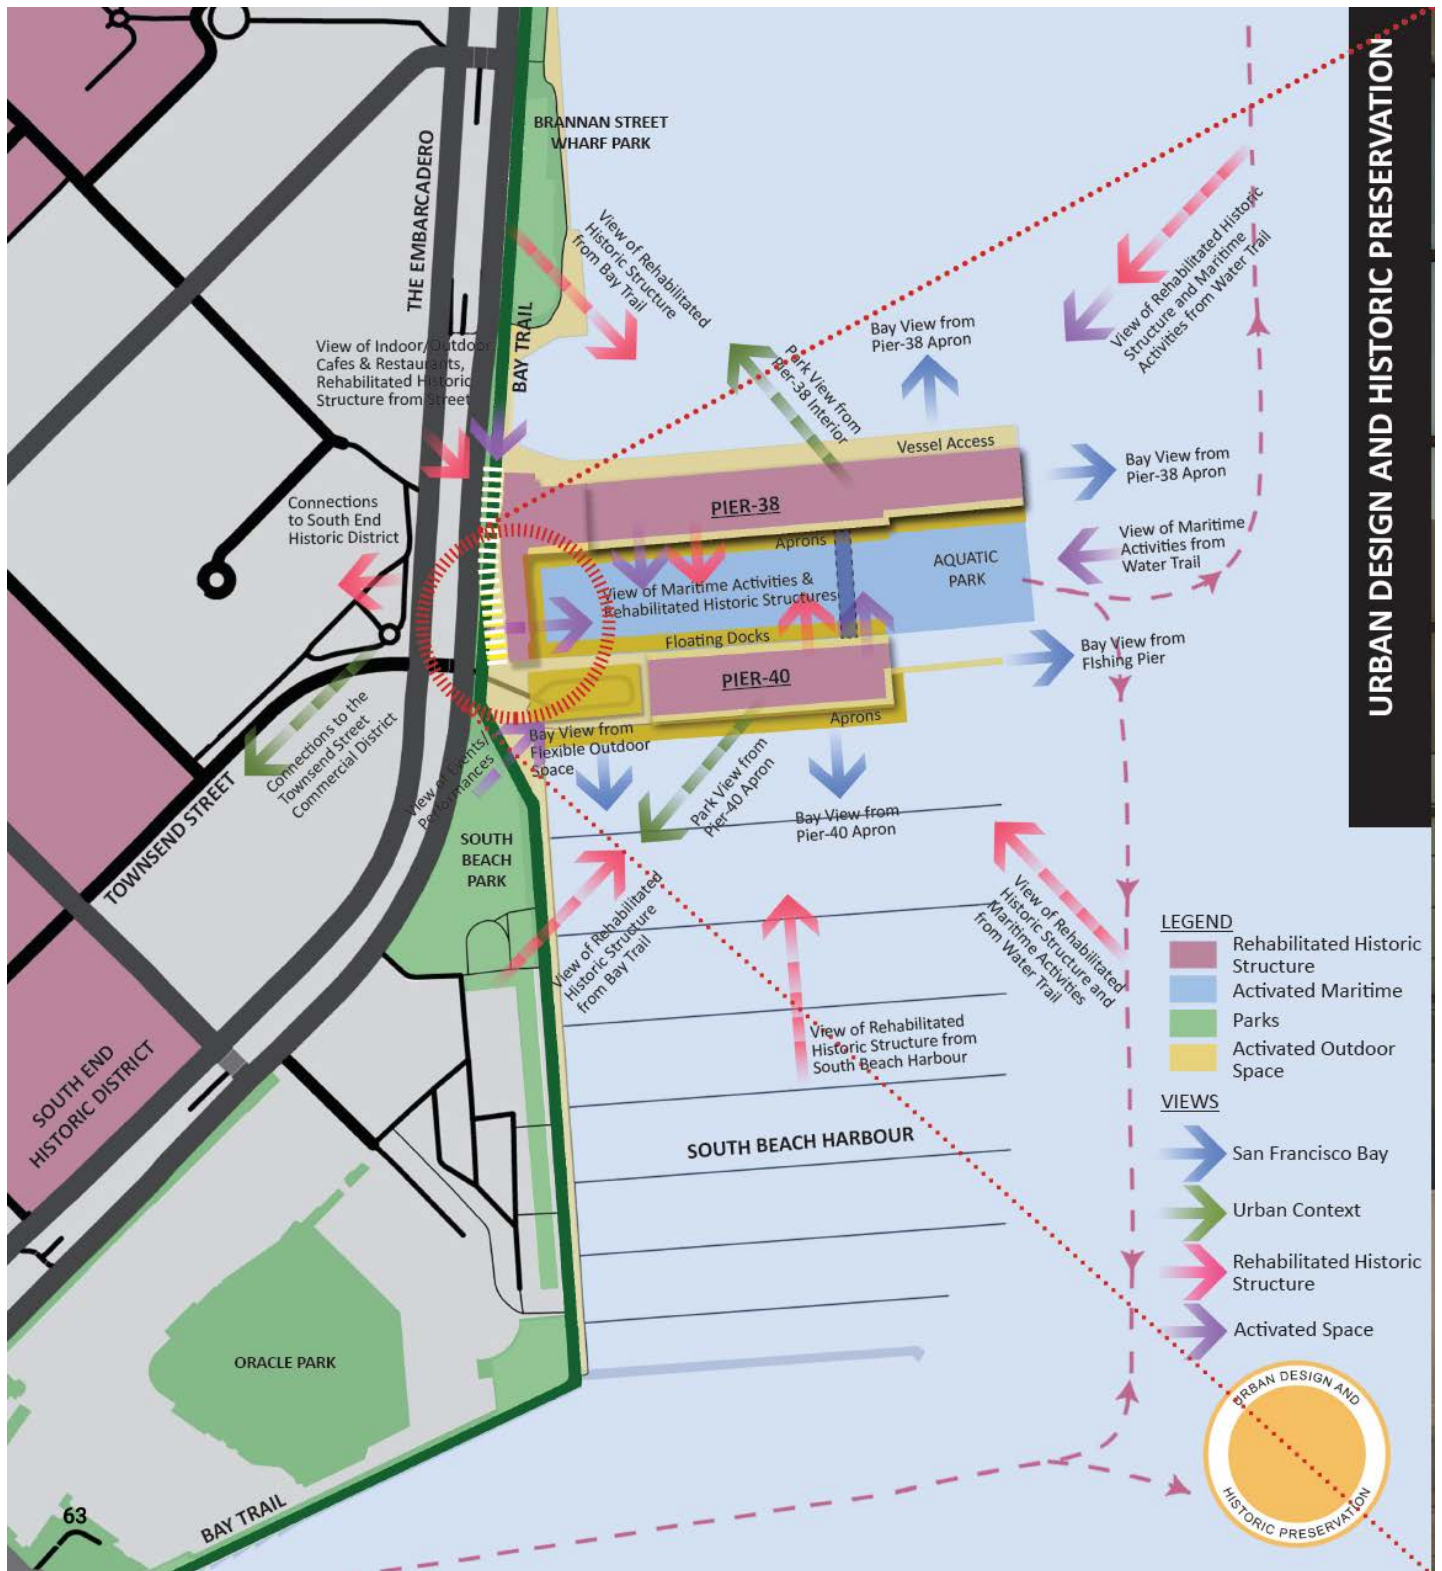 URBAN DESIGN AND HISTORIC PRESERVATION
BRANNAN STREET
WHARF PARK
THE EMBARCADERO
View of Rehabilitated
Historic Structure
from Bay Trail
View of Rehabilitated Historic
Structure and Maritime
Activities from Water Trail
BAY TRAIL
View of Indoor/Outdoor
Cafes & Restaurants,
Rehabilitated Historic
Structure from Street
Bay View from
Pier-38 Apron
Park View from
Pier-38 Interior
Vessel Access
Bay View from
Pier-38 Apron
Connections
to South End
Historic District
PIER-38
Aprons
View of Maritime
Activities from
Water Trail
AQUATIC
PARK
View of Maritime Activities &
Rehabilitated Historic Structures
Floating Docks
Bay View from
FIshing Pier
PIER-40
Aprons
Connections to the
Townsend Street
Commercial District
View of Events/
Performances
Bay View from
Flexible Outdoor
Space
Park View from
Pier-40 Apron
Bay View from
Pier-40 Apron
TOWNSEND STREET
SOUTH
BEACH
PARK
View of Rehabilitated
Historic Structure
from Bay Trail
View of Rehabilitated
Historic Structure and
Maritime Activities
from Water Trail
View of Rehabilitated
Historic Structure from
South Beach Harbour
SOUTH END
HISTORIC DISTRICT
SOUTH BEACH HARBOUR
ORACLE PARK
BAY TRAIL
63
LEGEND
Rehabilitated Historic
Structure
Activated Maritime
Parks
Activated Outdoor
Space
VIEWS
San Francisco Bay
Urban Context
Rehabilitated Historic
Structure
Activated Space
URBAN DESIGN AND
HISTORIC PRESERVATION